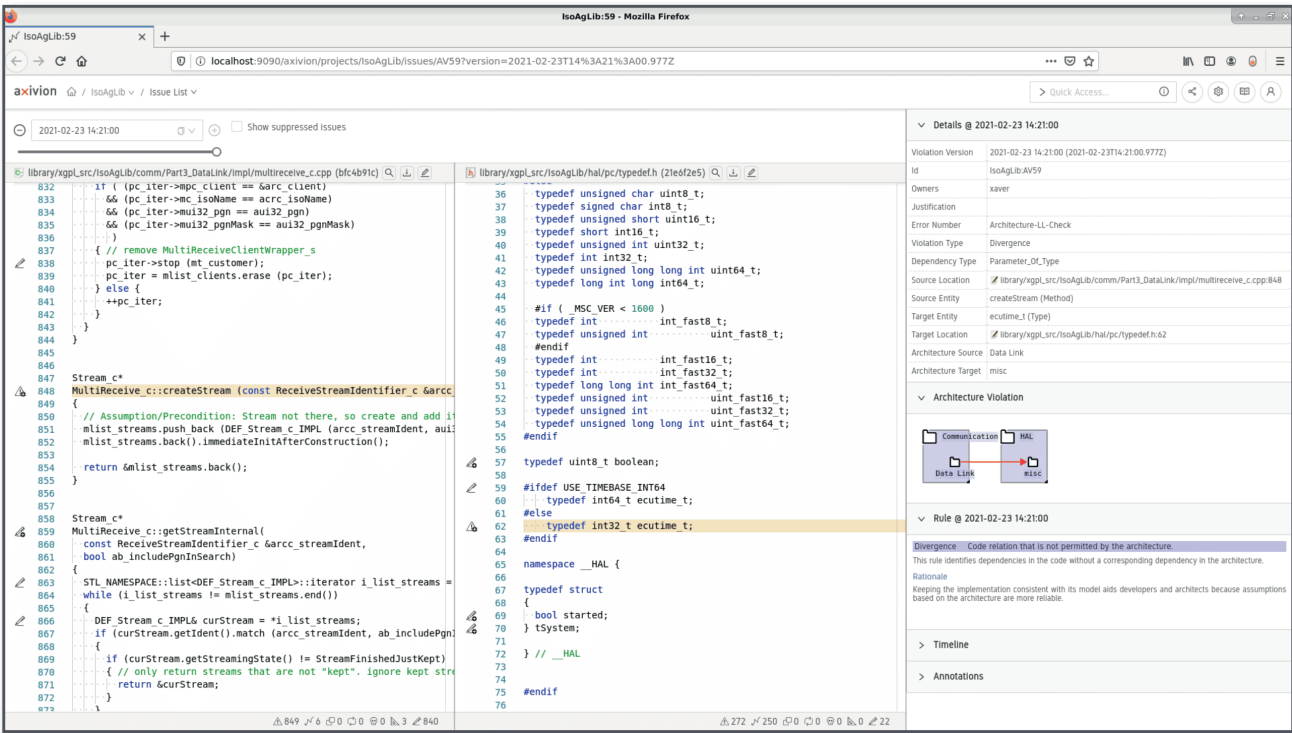 IsoAgLib:59 - Mozilla Firefox
IsoAgLib:59 × +
localhost:9090/axivion/projects/IsoAgLib/issues/AV59?version=2021-02-23T14%3A21%3A00.977Z
axivion / IsoAgLib / Issue List
> Quick Access...
2021-02-23 14:21:00
Show suppressed issues
library/xgpl_src/IsoAgLib/comm/Part3_DataLink/impl/multireceive_c.cpp (bfc4b91c)
832 if ( (pc_iter->mpc_client == &arc_client)
833 && (pc_iter->mc_isoName == acrc_isoName)
834 && (pc_iter->mui32_pgn == aui32_pgn)
835 && (pc_iter->mui32_pgnMask == aui32_pgnMask)
836 )
837 { // remove MultiReceiveClientWrapper_s
838 pc_iter->stop (mt_customer);
839 pc_iter = mlist_clients.erase (pc_iter);
840 } else {
841 ++pc_iter;
842 }
843 }
844 }
845
846
847 Stream_c*
848 MultiReceive_c::createStream (const ReceiveStreamIdentifier_c &arcc_
849 {
850 // Assumption/Precondition: Stream not there, so create and add it
851 mlist_streams.push_back (DEF_Stream_c_IMPL (arcc_streamIdent, aui3
852 mlist_streams.back().immediateInitAfterConstruction();
853
854 return &mlist_streams.back();
855 }
856
857
858 Stream_c*
859 MultiReceive_c::getStreamInternal(
860 const ReceiveStreamIdentifier_c &arcc_streamIdent,
861 bool ab_includePgnInSearch)
862 {
863 STL_NAMESPACE::list<DEF_Stream_c_IMPL>::iterator i_list_streams =
864 while (i_list_streams != mlist_streams.end())
865 {
866 DEF_Stream_c_IMPL& curStream = *i_list_streams;
867 if (curStream.getIdent().match (arcc_streamIdent, ab_includePgnI
868 {
869 if (curStream.getStreamingState() != StreamFinishedJustKept)
870 { // only return streams that are not "kept". ignore kept stre
871 return &curStream;
872 }
873 }
849 6 0 0 0 3 840
library/xgpl_src/IsoAgLib/hal/pc/typedef.h (21e6f2e5)
36 typedef unsigned char uint8_t;
37 typedef signed char int8_t;
38 typedef unsigned short uint16_t;
39 typedef short int16_t;
40 typedef unsigned int uint32_t;
41 typedef int int32_t;
42 typedef unsigned long long int uint64_t;
43 typedef long long int int64_t;
44
45 #if ( _MSC_VER < 1600 )
46 typedef int int_fast8_t;
47 typedef unsigned int uint_fast8_t;
48 #endif
49 typedef int int_fast16_t;
50 typedef int int_fast32_t;
51 typedef long long int int_fast64_t;
52 typedef unsigned int uint_fast16_t;
53 typedef unsigned int uint_fast32_t;
54 typedef unsigned long long int uint_fast64_t;
55 #endif
56
57 typedef uint8_t boolean;
58
59 #ifdef USE_TIMEBASE_INT64
60 typedef int64_t ecutime_t;
61 #else
62 typedef int32_t ecutime_t;
63 #endif
64
65 namespace __HAL {
66
67 typedef struct
68 {
69 bool started;
70 } tSystem;
71
72 } // __HAL
73
74
75 #endif
76
272 250 0 0 0 0 22
Details @ 2021-02-23 14:21:00
Violation Version 2021-02-23 14:21:00 (2021-02-23T14:21:00.977Z)
Id IsoAgLib:AV59
Owners xaver
Justification
Error Number Architecture-LL-Check
Violation Type Divergence
Dependency Type Parameter_Of_Type
Source Location library/xgpl_src/IsoAgLib/comm/Part3_DataLink/impl/multireceive_c.cpp:848
Source Entity createStream (Method)
Target Entity ecutime_t (Type)
Target Location library/xgpl_src/IsoAgLib/hal/pc/typedef.h:62
Architecture Source Data Link
Architecture Target misc
Architecture Violation
Communication HAL
Data Link misc
Rule @ 2021-02-23 14:21:00
Divergence Code relation that is not permitted by the architecture.
This rule identifies dependencies in the code without a corresponding dependency in the architecture.
Rationale
Keeping the implementation consistent with its model aids developers and architects because assumptions
based on the architecture are more reliable.
Timeline
Annotations